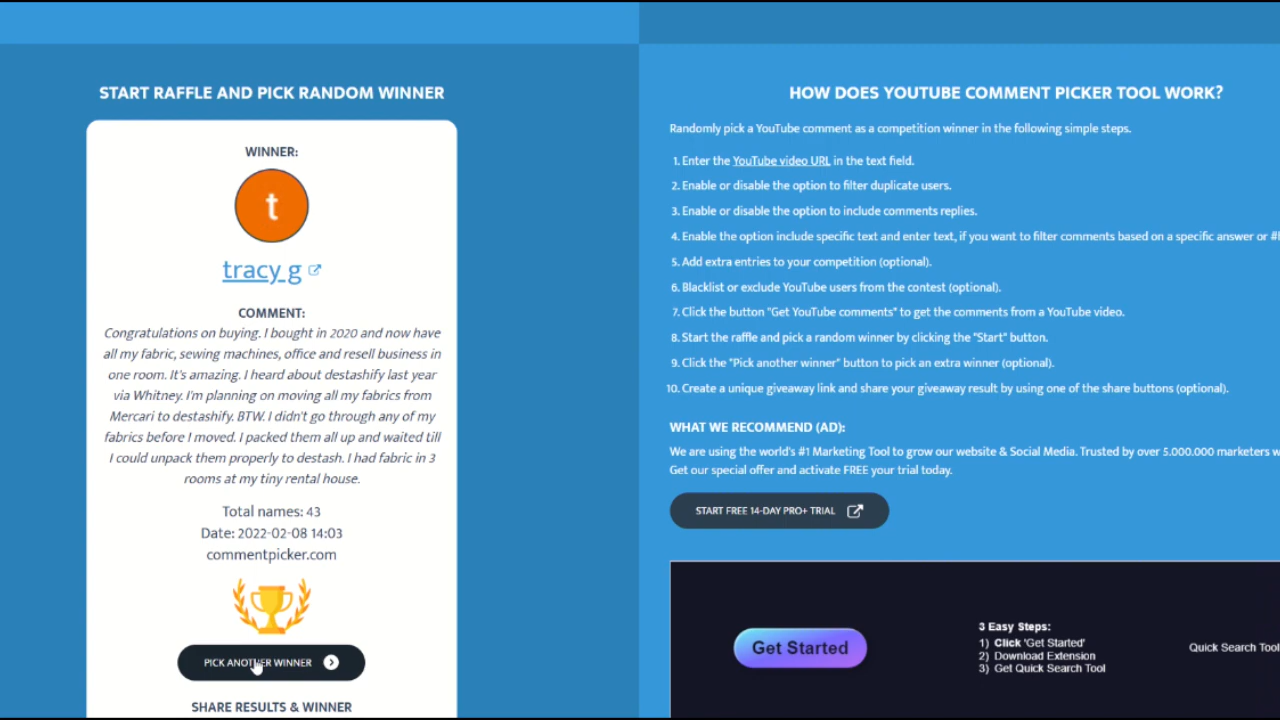 START RAFFLE AND PICK RANDOM WINNER
WINNER:
t
tracy g
COMMENT:
Congratulations on buying. I bought in 2020 and now have
all my fabric, sewing machines, office and resell business in
one room. It's amazing. I heard about destashify last year
via Whitney. I'm planning on moving all my fabrics from
Mercari to destashify. BTW. I didn't go through any of my
fabrics before I moved. I packed them all up and waited till
I could unpack them properly to destash. I had fabric in 3
rooms at my tiny rental house.
Total names: 43
Date: 2022-02-08 14:03
commentpicker.com
PICK ANOTHER WINNER
SHARE RESULTS & WINNER
HOW DOES YOUTUBE COMMENT PICKER TOOL WORK?
Randomly pick a YouTube comment as a competition winner in the following simple steps.
1. Enter the YouTube video URL in the text field.
2. Enable or disable the option to filter duplicate users.
3. Enable or disable the option to include comments replies.
4. Enable the option include specific text and enter text, if you want to filter comments based on a specific answer or
5. Add extra entries to your competition (optional).
6. Blacklist or exclude YouTube users from the contest (optional).
7. Click the button "Get YouTube comments" to get the comments from a YouTube video.
8. Start the raffle and pick a random winner by clicking the "Start" button.
9. Click the "Pick another winner" button to pick an extra winner (optional).
10. Create a unique giveaway link and share your giveaway result by using one of the share buttons (optional).
WHAT WE RECOMMEND (AD):
We are using the world's #1 Marketing Tool to grow our website & Social Media. Trusted by over 5.000.000 marketers
Get our special offer and activate FREE your trial today.
START FREE 14-DAY PRO+ TRIAL
Get Started
3 Easy Steps:
1) Click 'Get Started'
2) Download Extension
3) Get Quick Search Tool
Quick Search Tool